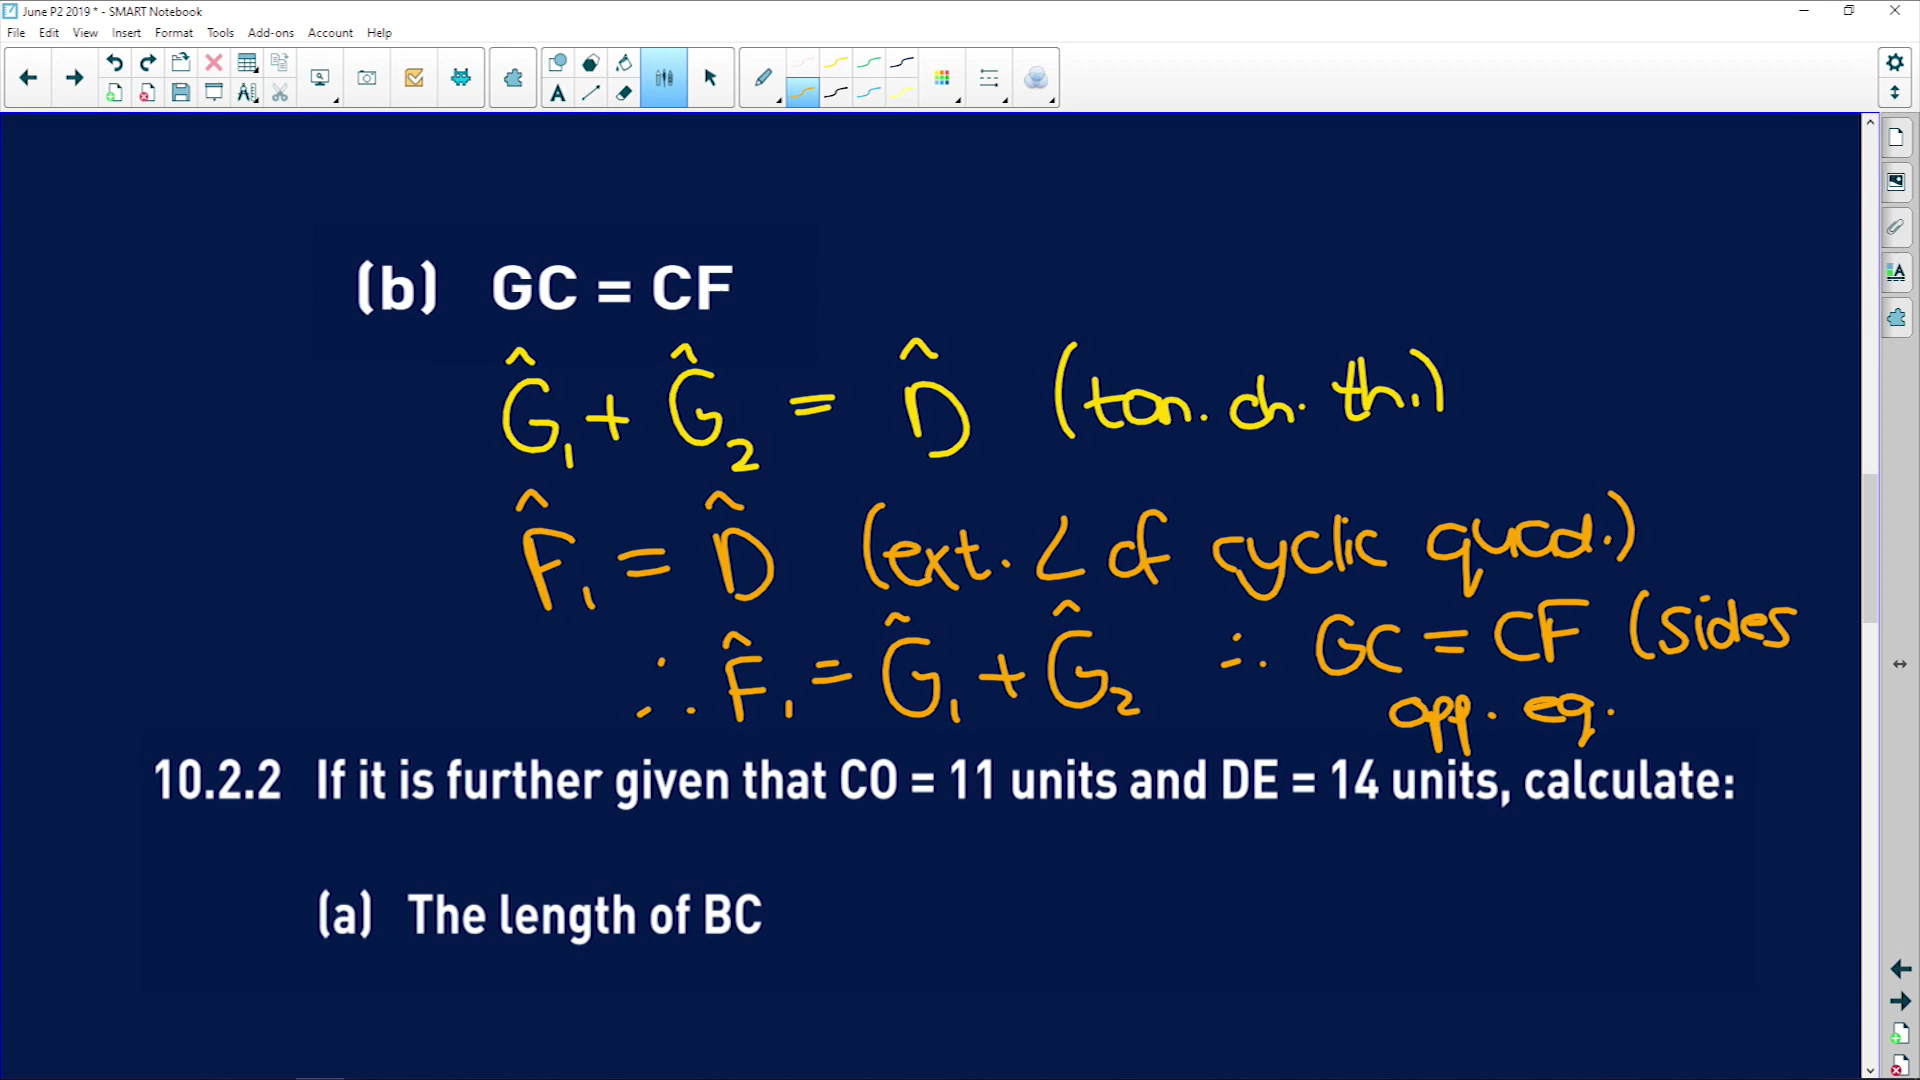 June P2 2019 * - SMART Notebook
File Edit View Insert Format Tools Add-ons Account Help
(b) GC = CF
Ĝ₁ + Ĝ₂ = D̂ (tan. ch. th.)
F̂₁ = D̂ (ext. ∠ of cyclic quad.)
∴ F̂₁ = Ĝ₁ + Ĝ₂ ∴ GC = CF (sides
opp. eq.
10.2.2 If it is further given that CO = 11 units and DE = 14 units, calculate:
(a) The length of BC